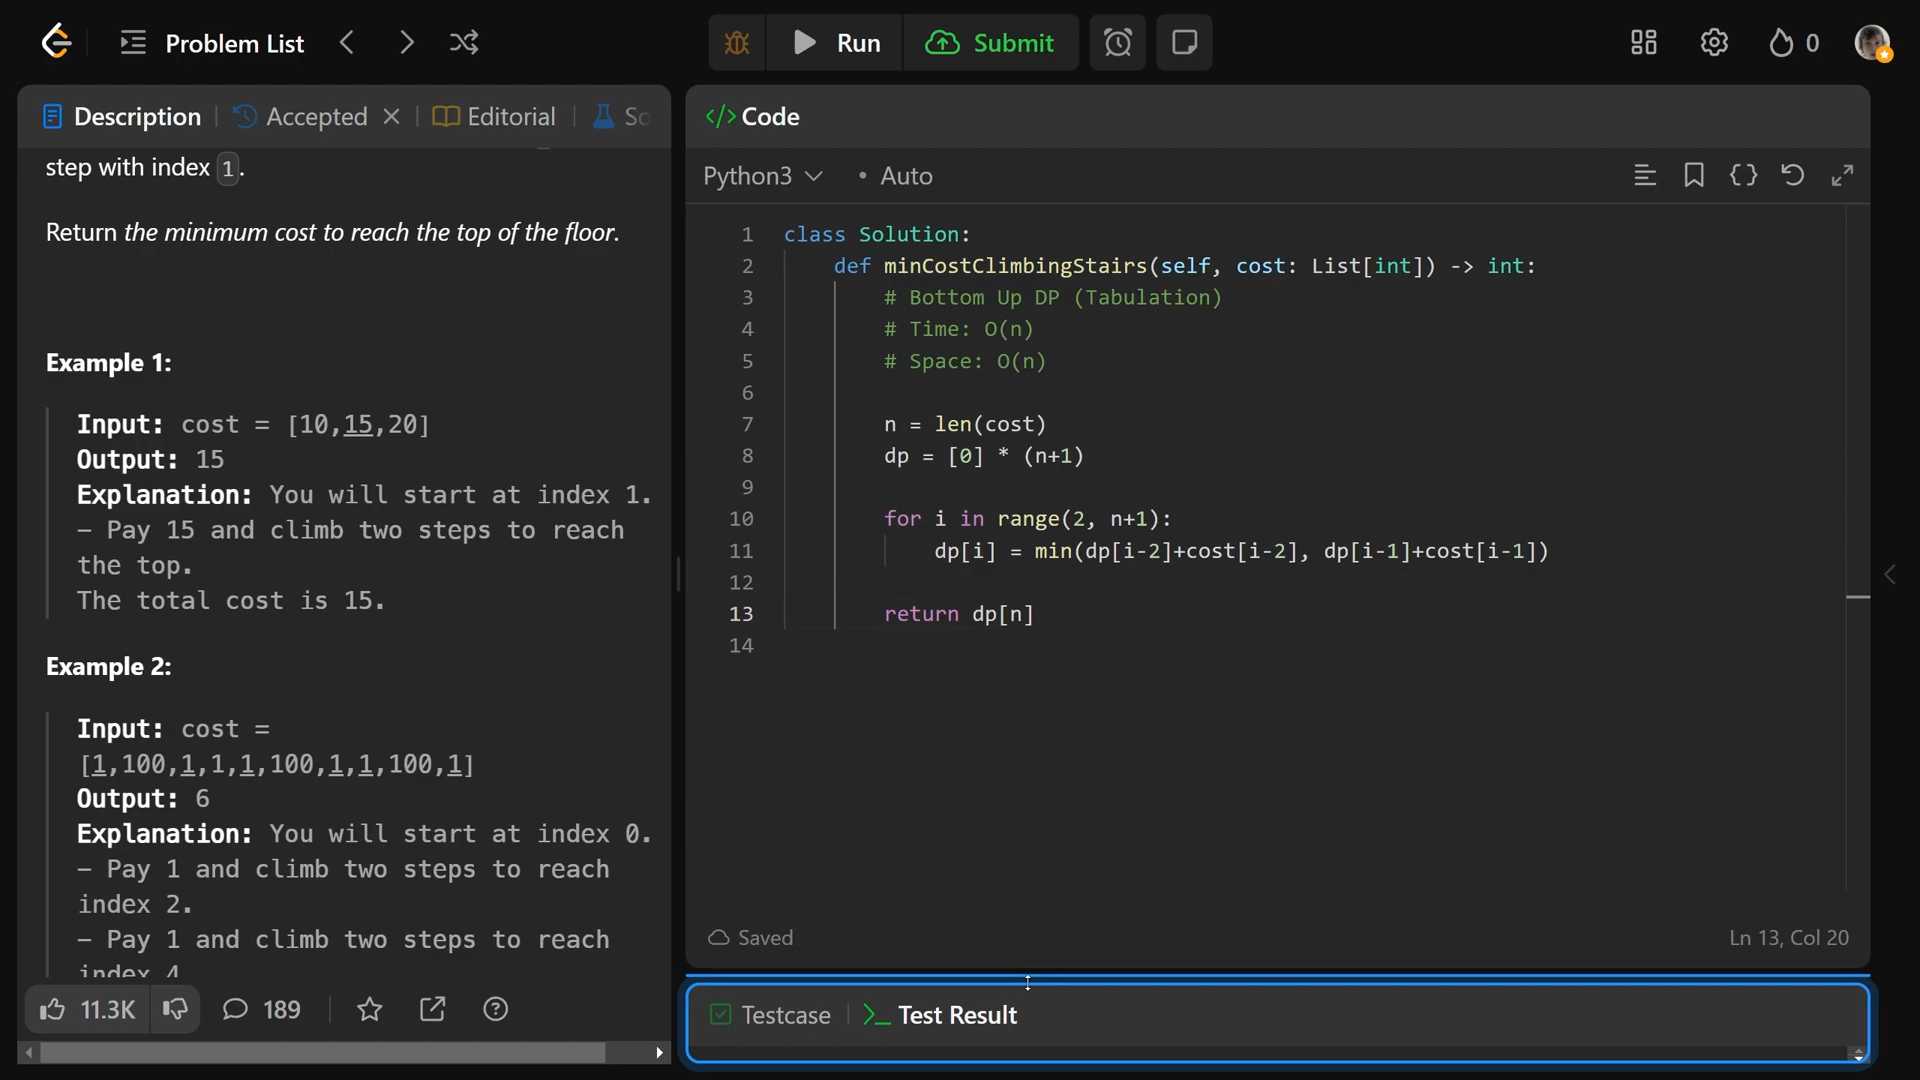 Problem List
Run
Submit
0
Description
Accepted
Editorial
So
step with index 1.
Return the minimum cost to reach the top of the floor.
Example 1:
Input: cost = [10,15,20]
Output: 15
Explanation: You will start at index 1.
- Pay 15 and climb two steps to reach
the top.
The total cost is 15.
Example 2:
Input: cost =
[1,100,1,1,1,100,1,1,100,1]
Output: 6
Explanation: You will start at index 0.
- Pay 1 and climb two steps to reach
index 2.
- Pay 1 and climb two steps to reach
index 4
11.3K
189
</> Code
Python3
• Auto
1 class Solution:
2 def minCostClimbingStairs(self, cost: List[int]) -> int:
3 # Bottom Up DP (Tabulation)
4 # Time: O(n)
5 # Space: O(n)
6
7 n = len(cost)
8 dp = [0] * (n+1)
9
10 for i in range(2, n+1):
11 dp[i] = min(dp[i-2]+cost[i-2], dp[i-1]+cost[i-1])
12
13 return dp[n]
14
Saved
Ln 13, Col 20
Testcase
>_ Test Result